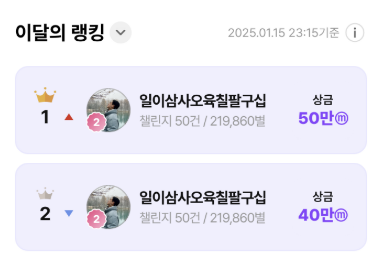 이달의 랭킹
2025.01.15 23:15기준 i
1
2
일이삼사오육칠팔구십
챌린지 50건 / 219,860별
상금
50만ⓜ
2
2
일이삼사오육칠팔구십
챌린지 50건 / 219,860별
상금
40만ⓜ